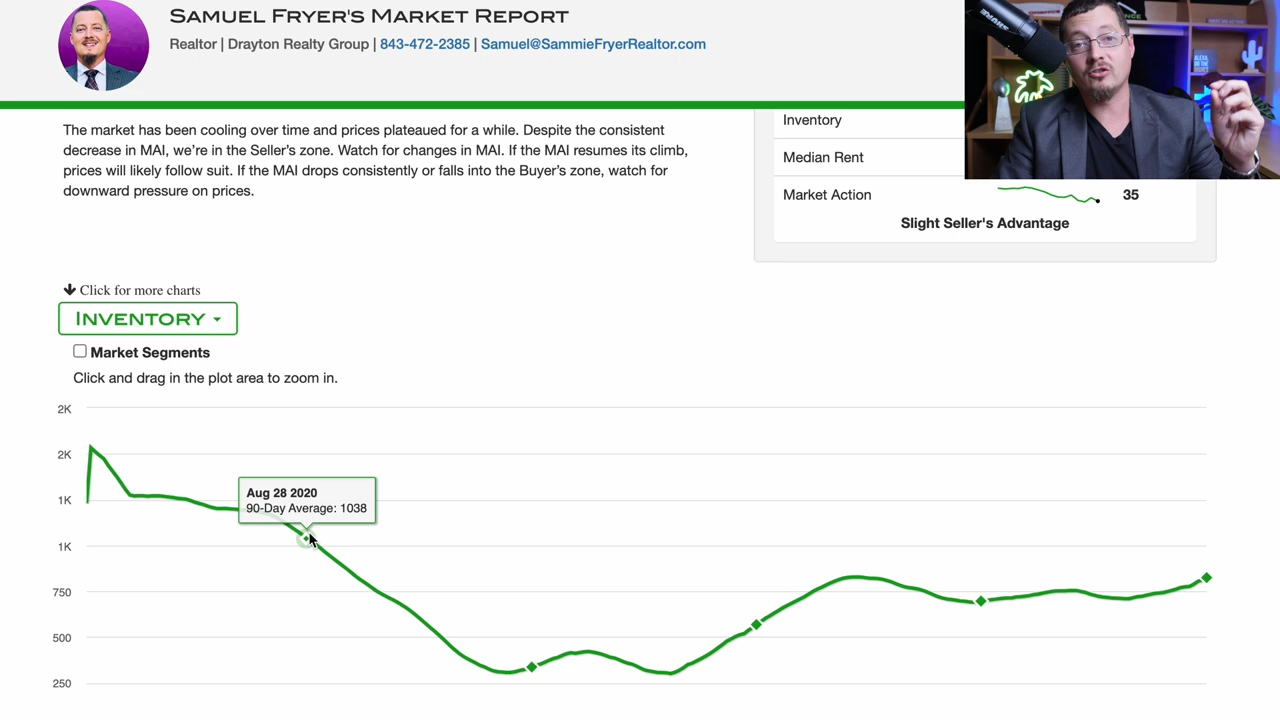 SAMUEL FRYER'S MARKET REPORT
Realtor | Drayton Realty Group | 843-472-2385 | Samuel@SammieFryerRealtor.com
SHURE
The market has been cooling over time and prices plateaued for a while. Despite the consistent
decrease in MAI, we're in the Seller's zone. Watch for changes in MAI. If the MAI resumes its climb,
prices will likely follow suit. If the MAI drops consistently or falls into the Buyer's zone, watch for
downward pressure on prices.
Inventory
Median Rent
Market Action 35
Slight Seller's Advantage
Click for more charts
INVENTORY
Market Segments
Click and drag in the plot area to zoom in.
2K
2K
1K
1K
750
500
250
Aug 28 2020
90-Day Average: 1038